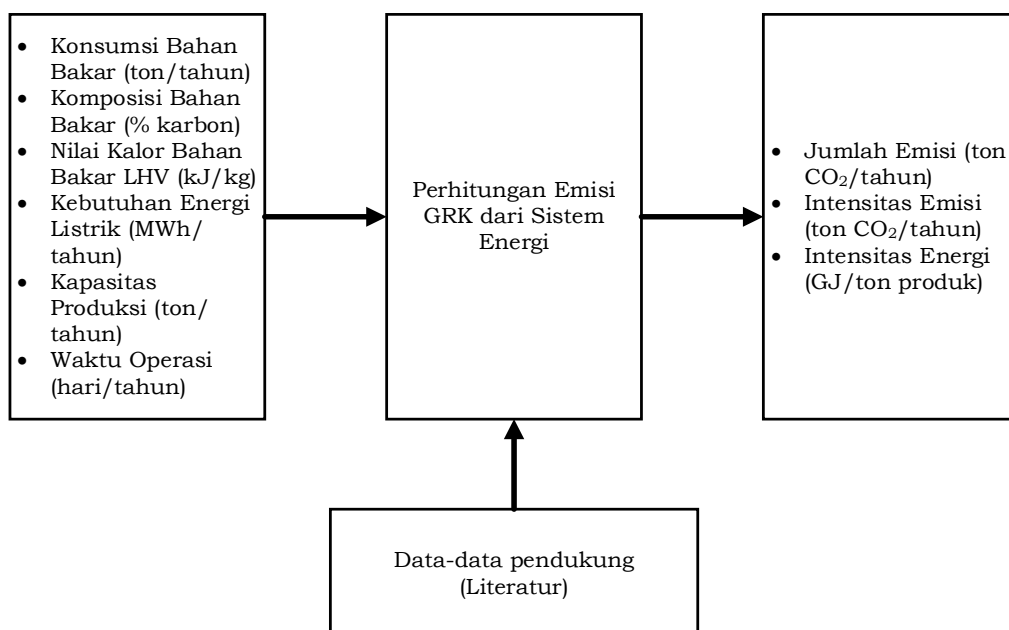 • Konsumsi Bahan
Bakar (ton/tahun)
• Komposisi Bahan
Bakar (% karbon)
• Nilai Kalor Bahan
Bakar LHV (kJ/kg)
• Kebutuhan Energi
Listrik (MWh/
tahun)
• Kapasitas
Produksi (ton/
tahun)
• Waktu Operasi
(hari/tahun)
Perhitungan Emisi
GRK dari Sistem
Energi
• Jumlah Emisi (ton
CO₂/tahun)
• Intensitas Emisi
(ton CO₂/tahun)
• Intensitas Energi
(GJ/ton produk)
Data-data pendukung
(Literatur)